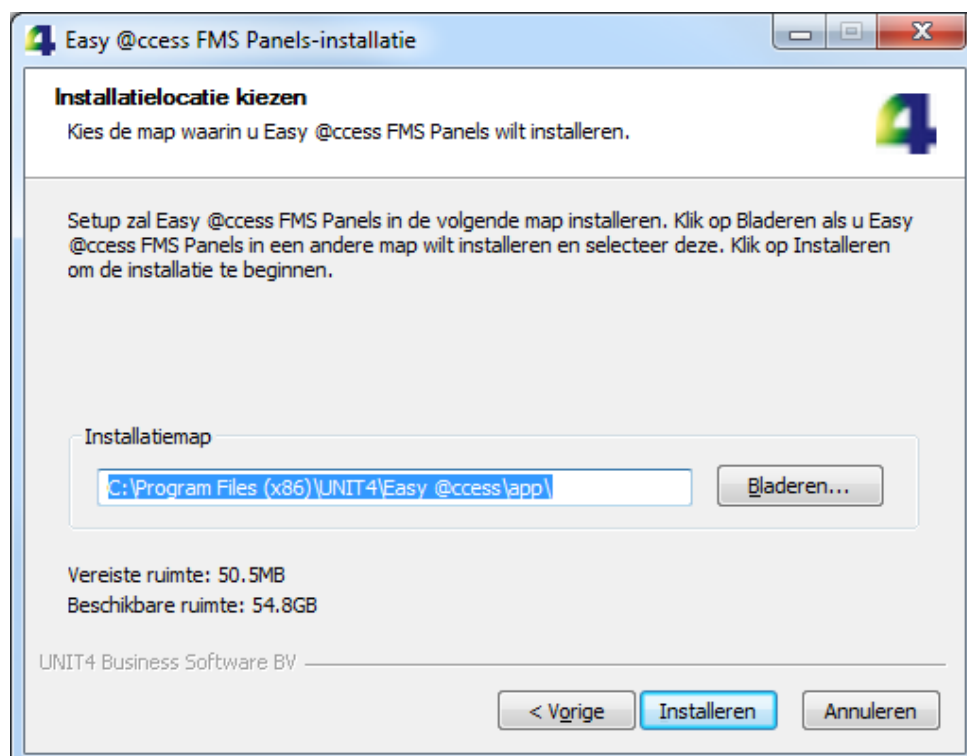 Easy @ccess FMS Panels-installatie
Installatielocatie kiezen
Kies de map waarin u Easy @ccess FMS Panels wilt installeren.
Setup zal Easy @ccess FMS Panels in de volgende map installeren. Klik op Bladeren als u Easy
@ccess FMS Panels in een andere map wilt installeren en selecteer deze. Klik op Installeren
om de installatie te beginnen.
Installatiemap
C:\Program Files (x86)\UNIT4\Easy @ccess\app\
Bladeren...
Vereiste ruimte: 50.5MB
Beschikbare ruimte: 54.8GB
UNIT4 Business Software BV
< Vorige
Installeren
Annuleren